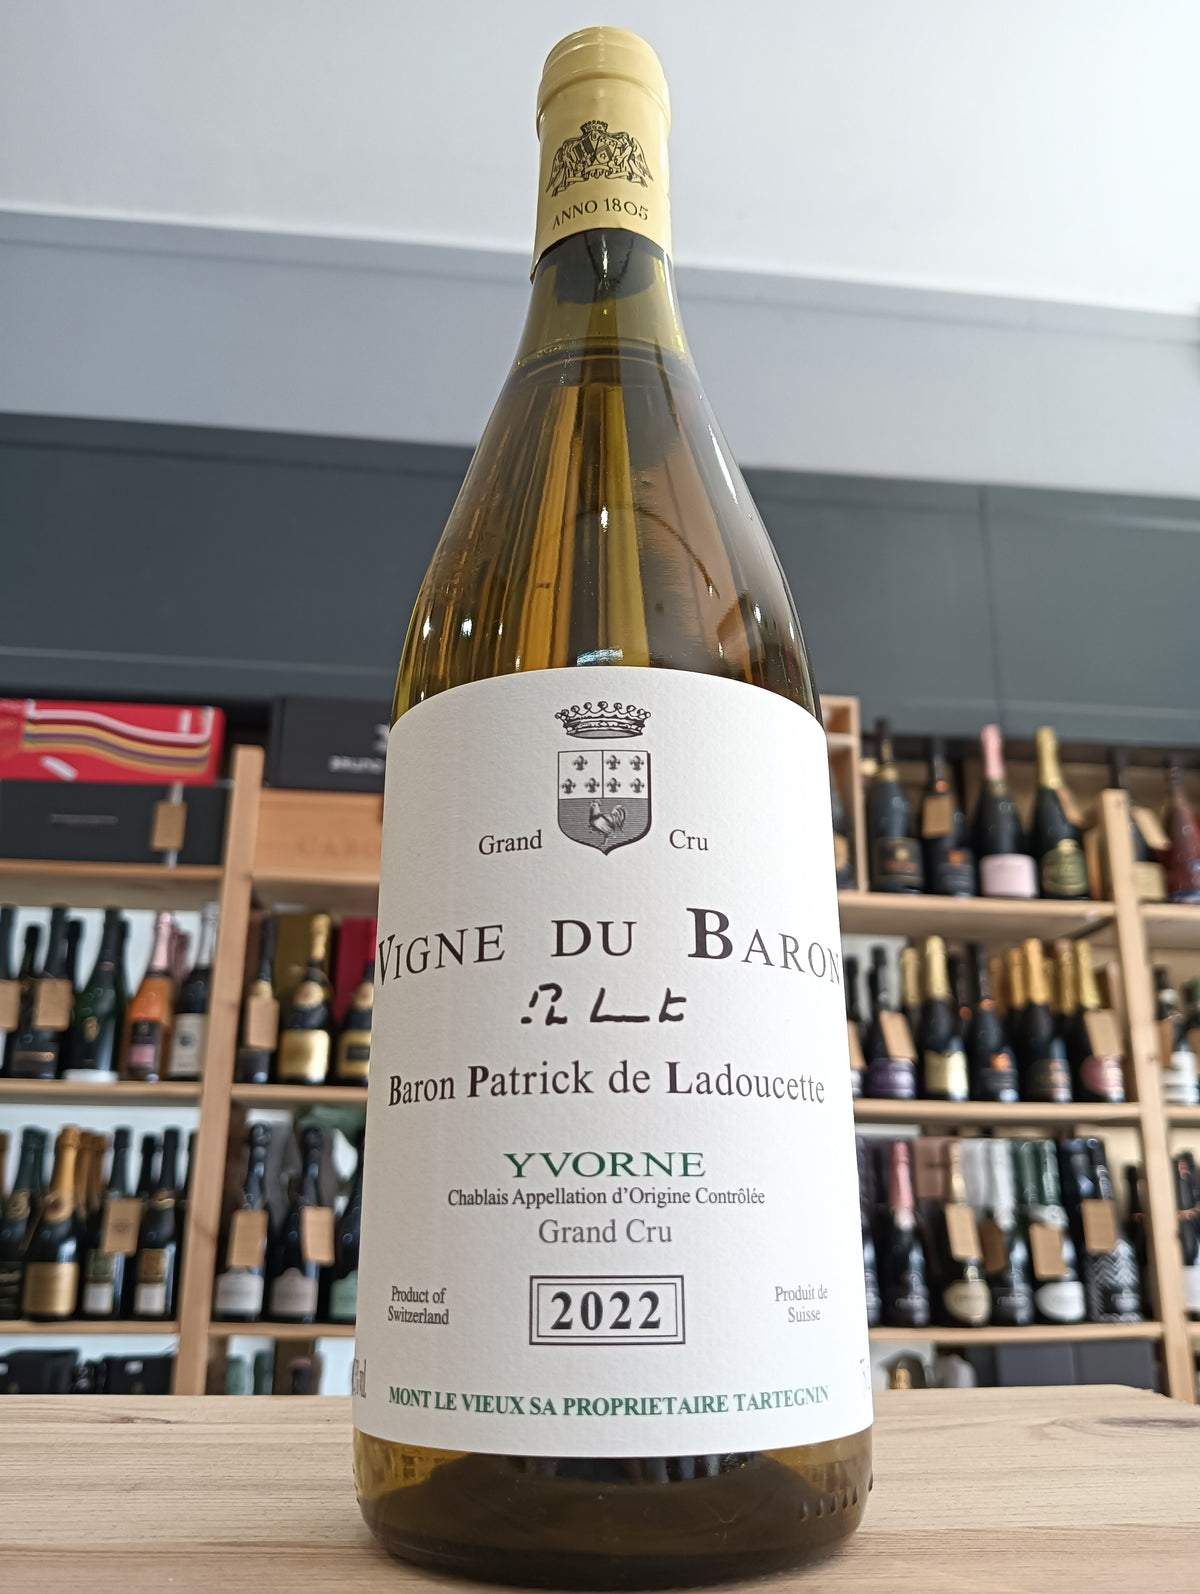 ANNO 1805
Grand Cru
VIGNE DU BARON
Baron Patrick de Ladoucette
YVORNE
Chablais Appellation d'Origine Contrôlée
Grand Cru
Product of
Switzerland
2022
Produit de
Suisse
MONT LE VIEUX SA PROPRIETAIRE TARTEGNIN